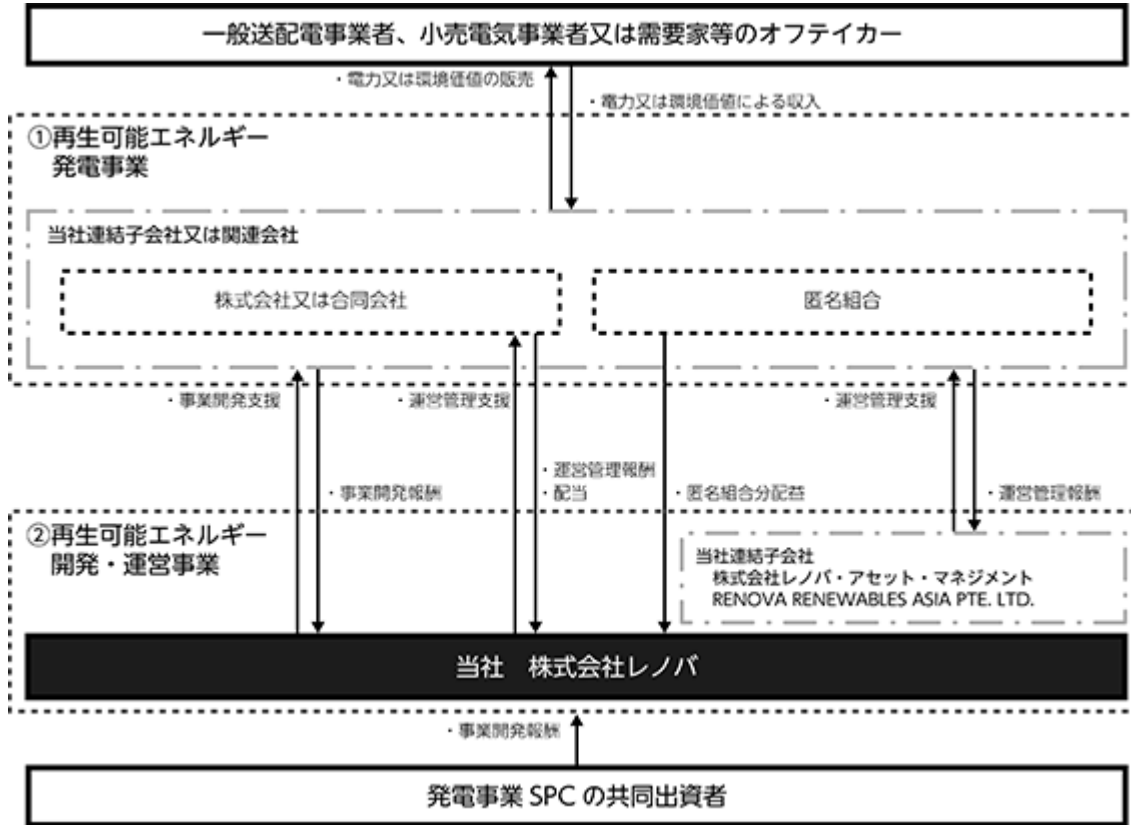 一般送配電事業者、小売電気事業者又は需要家等のオフテイカー
・電力又は環境価値の販売
・電力又は環境価値による収入
①再生可能エネルギー
発電事業
当社連結子会社又は関連会社
株式会社又は合同会社
匿名組合
・事業開発支援
・運営管理支援
・運営管理支援
・運営管理報酬
・配当
・事業開発報酬
・匿名組合分配益
・運営管理報酬
②再生可能エネルギー
開発・運営事業
当社連結子会社
株式会社レノバ・アセット・マネジメント
RENOVA RENEWABLES ASIA PTE. LTD.
当社　株式会社レノバ
・事業開発報酬
発電事業 SPC の共同出資者